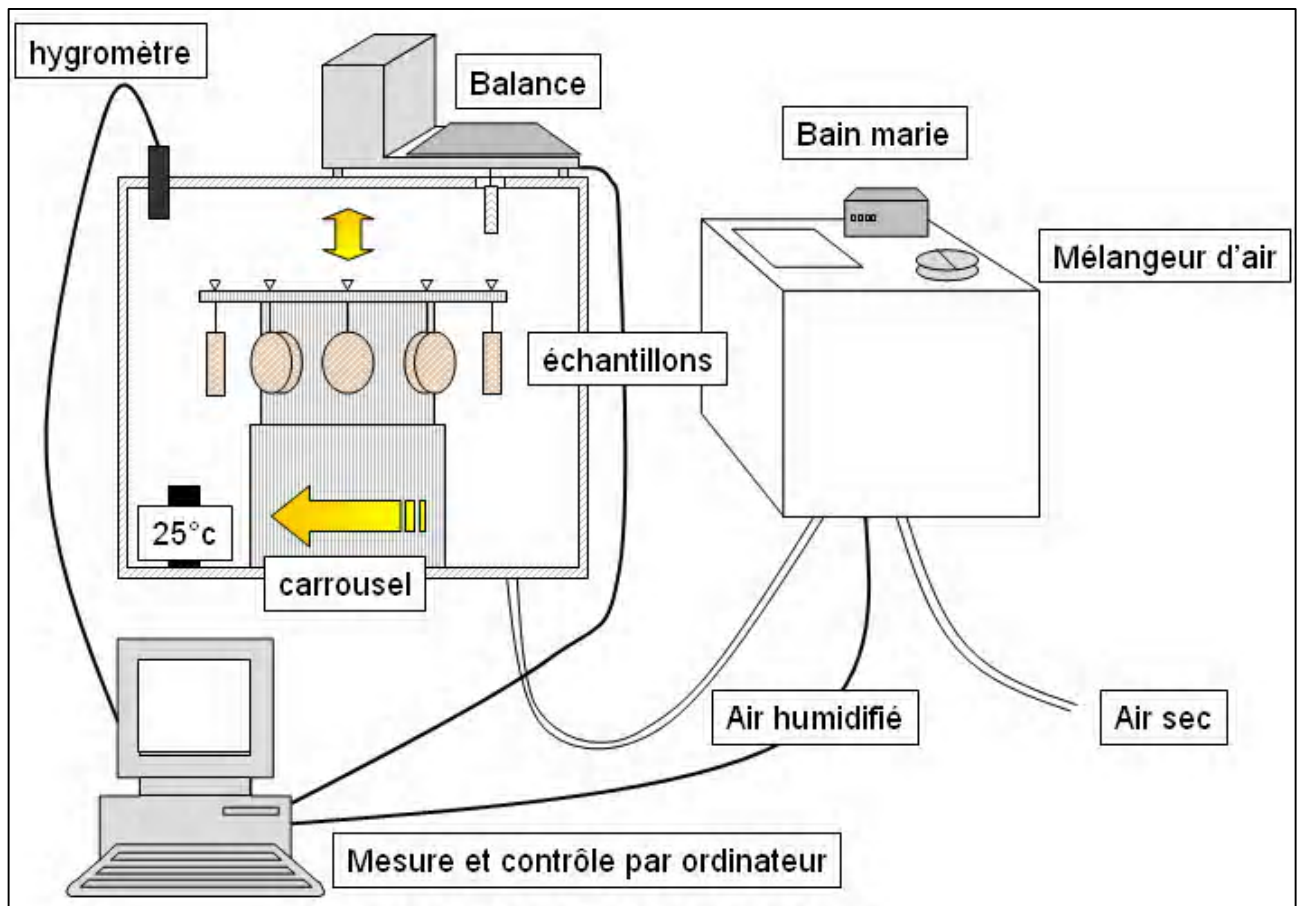 hygromètre
Balance
Bain marie
Mélangeur d'air
échantillons
25°c
carrousel
Air humidifié
Air sec
Mesure et contrôle par ordinateur